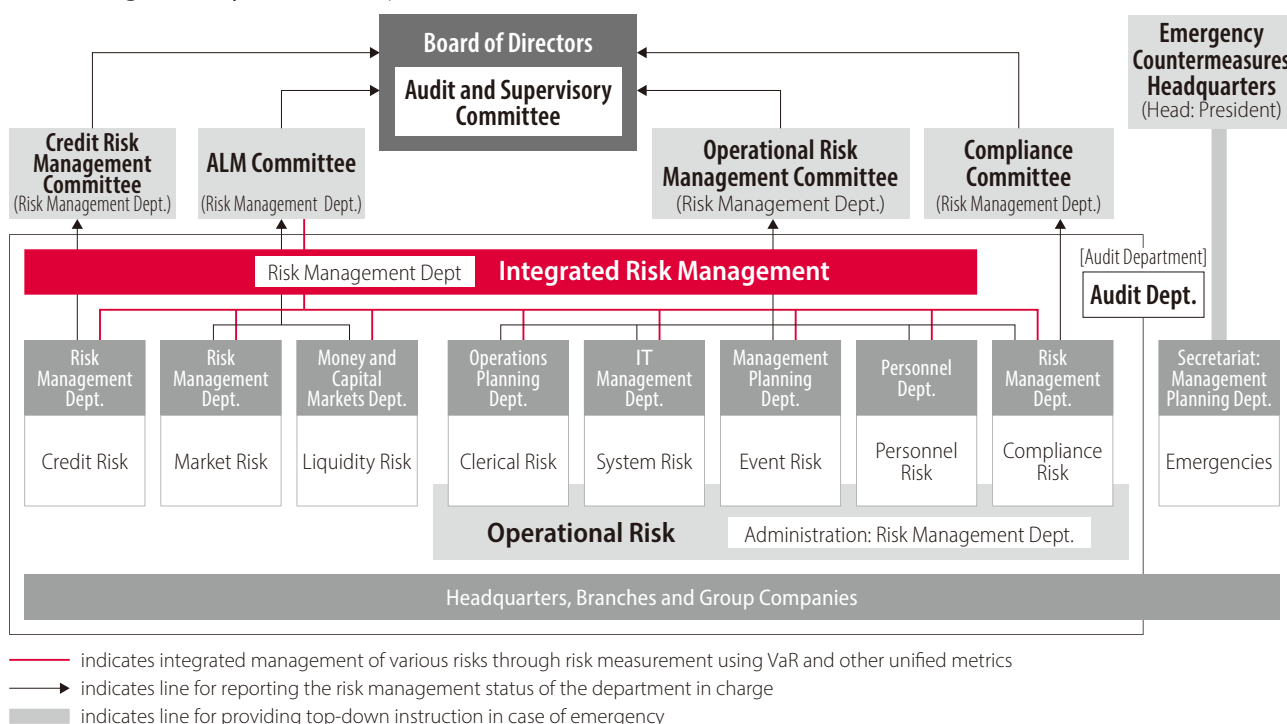 Board of Directors
Audit and Supervisory
Committee
Emergency
Countermeasures
Headquarters
(Head: President)
Credit Risk
Management
Committee
(Risk Management Dept.)
ALM Committee
(Risk Management Dept.)
Operational Risk
Management Committee
(Risk Management Dept.)
Compliance
Committee
(Risk Management Dept.)
Risk Management Dept
Integrated Risk Management
[Audit Department]
Audit Dept.
Risk
Management
Dept.
Credit Risk
Risk
Management
Dept.
Market Risk
Money and
Capital
Markets Dept.
Liquidity Risk
Operations
Planning
Dept.
Clerical Risk
IT
Management
Dept.
System Risk
Management
Planning
Dept.
Event Risk
Personnel
Dept.
Personnel
Risk
Risk
Management
Dept.
Compliance
Risk
Secretariat:
Management
Planning Dept.
Emergencies
Operational Risk
Administration: Risk Management Dept.
Headquarters, Branches and Group Companies
indicates integrated management of various risks through risk measurement using VaR and other unified metrics
indicates line for reporting the risk management status of the department in charge
indicates line for providing top-down instruction in case of emergency